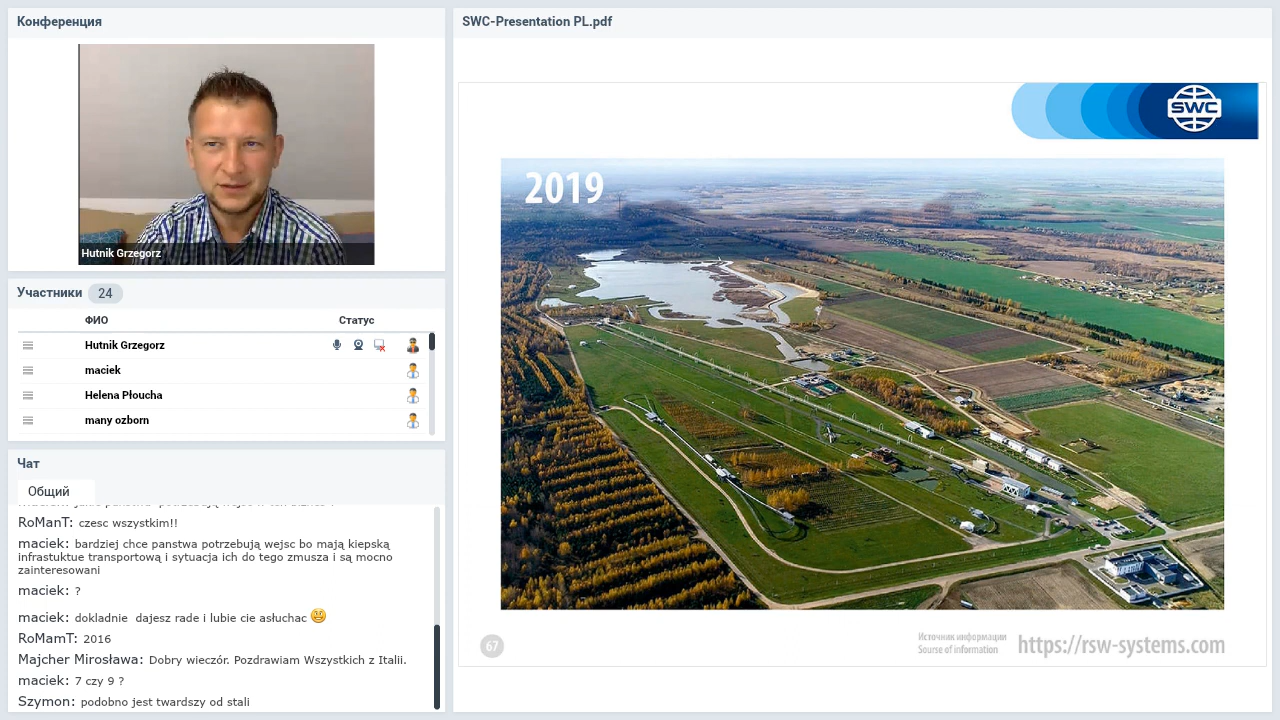 Конференция
Hutnik Grzegorz
Участники 24
ФИО Статус
Hutnik Grzegorz
maciek
Helena Płoucha
many ozborn
Чат
Общий
RoManT: czesc wszystkim!!
maciek: bardziej chce panstwa potrzebują wejsc bo mają kiepską
infrastuktue transportową i sytuacja ich do tego zmusza i są mocno
zainteresowani
maciek: ?
maciek: dokladnie dajesz rade i lubie cie asłuchac
RoMamT: 2016
Majcher Mirosława: Dobry wieczór. Pozdrawiam Wszystkich z Italii.
maciek: 7 czy 9 ?
Szymon: podobno jest twardszy od stali
SWC-Presentation PL.pdf
SWC
2019
67
Источник информации
Sourse of information
https://rsw-systems.com